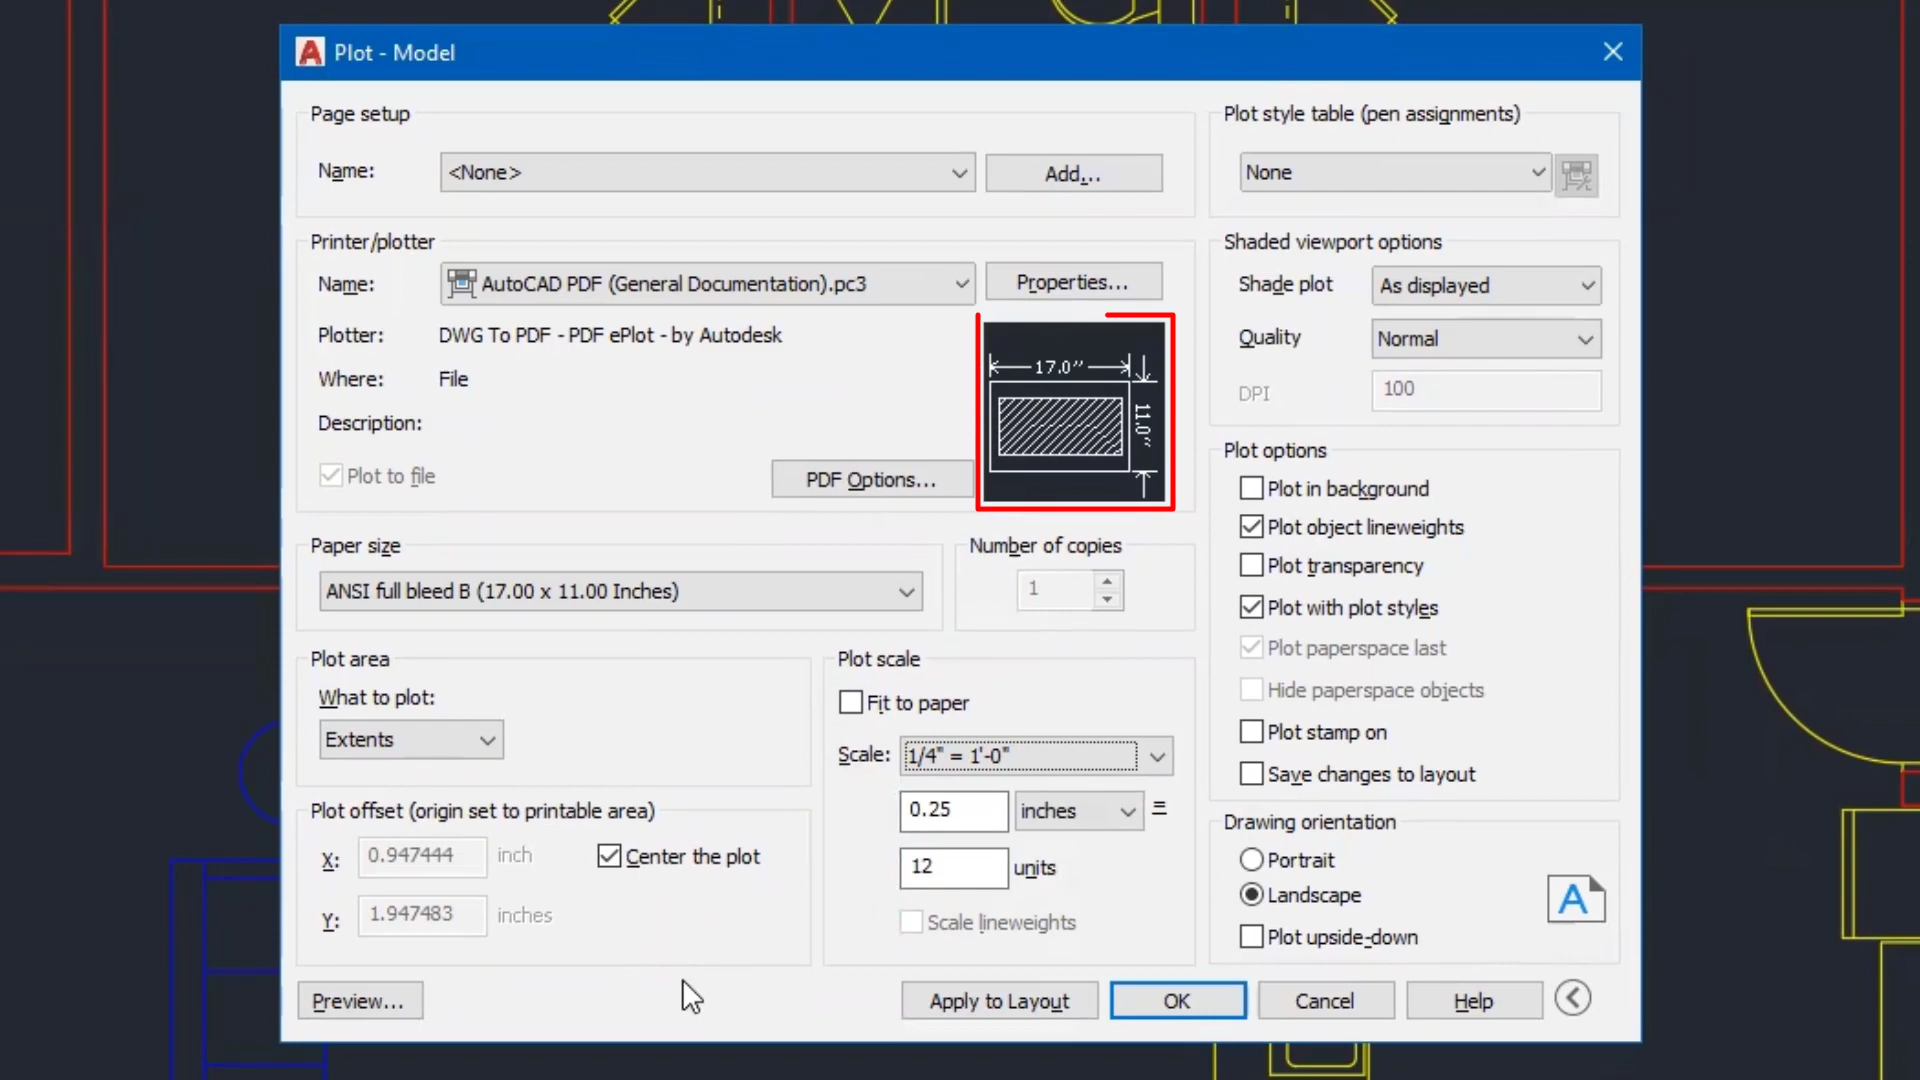 Plot - Model
Page setup
Name:
<None>
Add...
Printer/plotter
Name:
AutoCAD PDF (General Documentation).pc3
Properties...
Plotter:
DWG To PDF - PDF ePlot - by Autodesk
Where:
File
Description:
Plot to file
PDF Options...
17.0''
11.0''
Paper size
ANSI full bleed B (17.00 x 11.00 Inches)
Number of copies
1
Plot area
What to plot:
Extents
Plot scale
Fit to paper
Scale:
1/4" = 1'-0"
0.25
inches
=
12
units
Scale lineweights
Plot offset (origin set to printable area)
X:
0.947444
inch
Center the plot
Y:
1.947483
inches
Plot style table (pen assignments)
None
Shaded viewport options
Shade plot
As displayed
Quality
Normal
DPI
100
Plot options
Plot in background
Plot object lineweights
Plot transparency
Plot with plot styles
Plot paperspace last
Hide paperspace objects
Plot stamp on
Save changes to layout
Drawing orientation
Portrait
Landscape
Plot upside-down
A
Preview...
Apply to Layout
OK
Cancel
Help